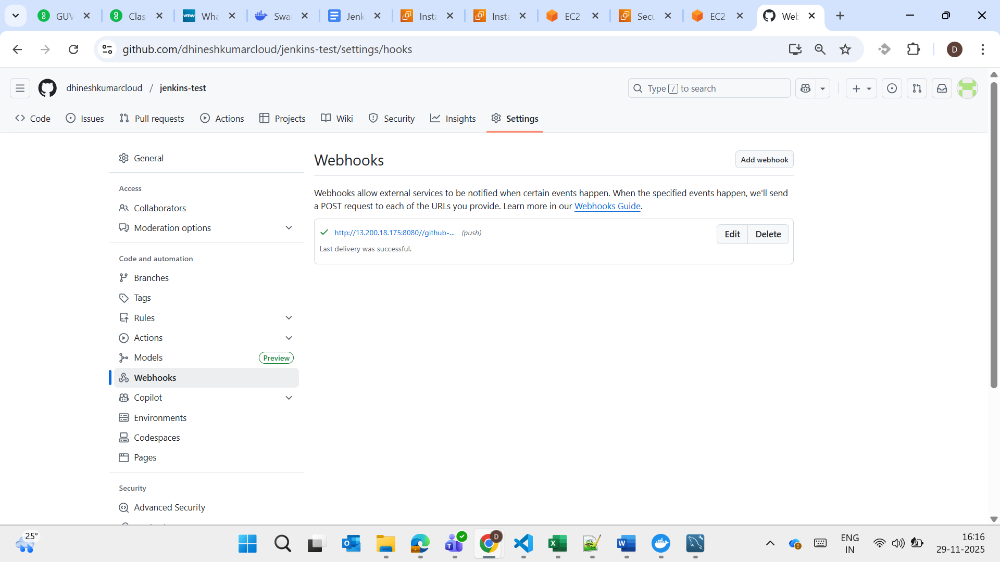 GUV
Clas
vmw
Wha
Swa
Jenk
Insta
Insta
EC2
Secu
EC2
Web
github.com/dhineshkumarcloud/jenkins-test/settings/hooks
D
dhineshkumarcloud / jenkins-test
Type / to search
Code
Issues
Pull requests
Actions
Projects
Wiki
Security
Insights
Settings
General
Access
Collaborators
Moderation options
Code and automation
Branches
Tags
Rules
Actions
Models
Preview
Webhooks
Copilot
Environments
Codespaces
Pages
Security
Advanced Security
Webhooks
Add webhook
Webhooks allow external services to be notified when certain events happen. When the specified events happen, we'll send
a POST request to each of the URLs you provide. Learn more in our Webhooks Guide.
http://13.200.18.175:8080//github-... (push)
Edit
Delete
Last delivery was successful.
25°
D
ENG
IN
16:16
29-11-2025